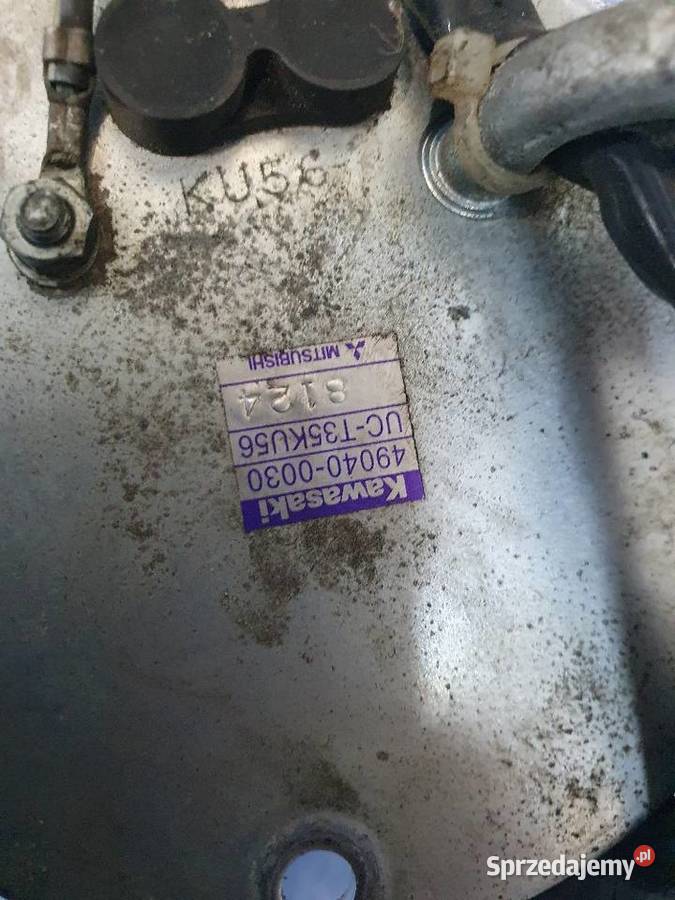 KU56
Kawasaki
49040-0030
UC-T35KU56
8124
MITSUBISHI
Sprzedajemy.pl